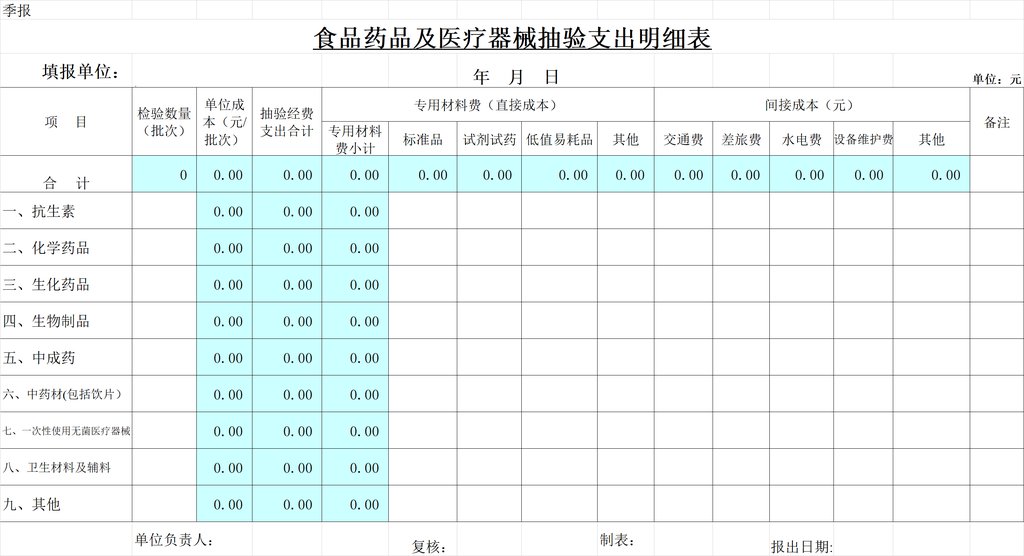 季报
食品药品及医疗器械抽验支出明细表
填报单位： 年 月 日 单位：元
项 目 检验数量（批次） 单位成本（元/批次） 抽验经费支出合计 专用材料费（直接成本） 间接成本（元） 备注
专用材料费小计 标准品 试剂试药 低值易耗品 其他 交通费 差旅费 水电费 设备维护费 其他
合 计 0 0.00 0.00 0.00 0.00 0.00 0.00 0.00 0.00 0.00 0.00 0.00 0.00
一、抗生素 0.00 0.00 0.00
二、化学药品 0.00 0.00 0.00
三、生化药品 0.00 0.00 0.00
四、生物制品 0.00 0.00 0.00
五、中成药 0.00 0.00 0.00
六、中药材(包括饮片） 0.00 0.00 0.00
七、一次性使用无菌医疗器械 0.00 0.00 0.00
八、卫生材料及辅料 0.00 0.00 0.00
九、其他 0.00 0.00 0.00
单位负责人： 复核： 制表： 报出日期: